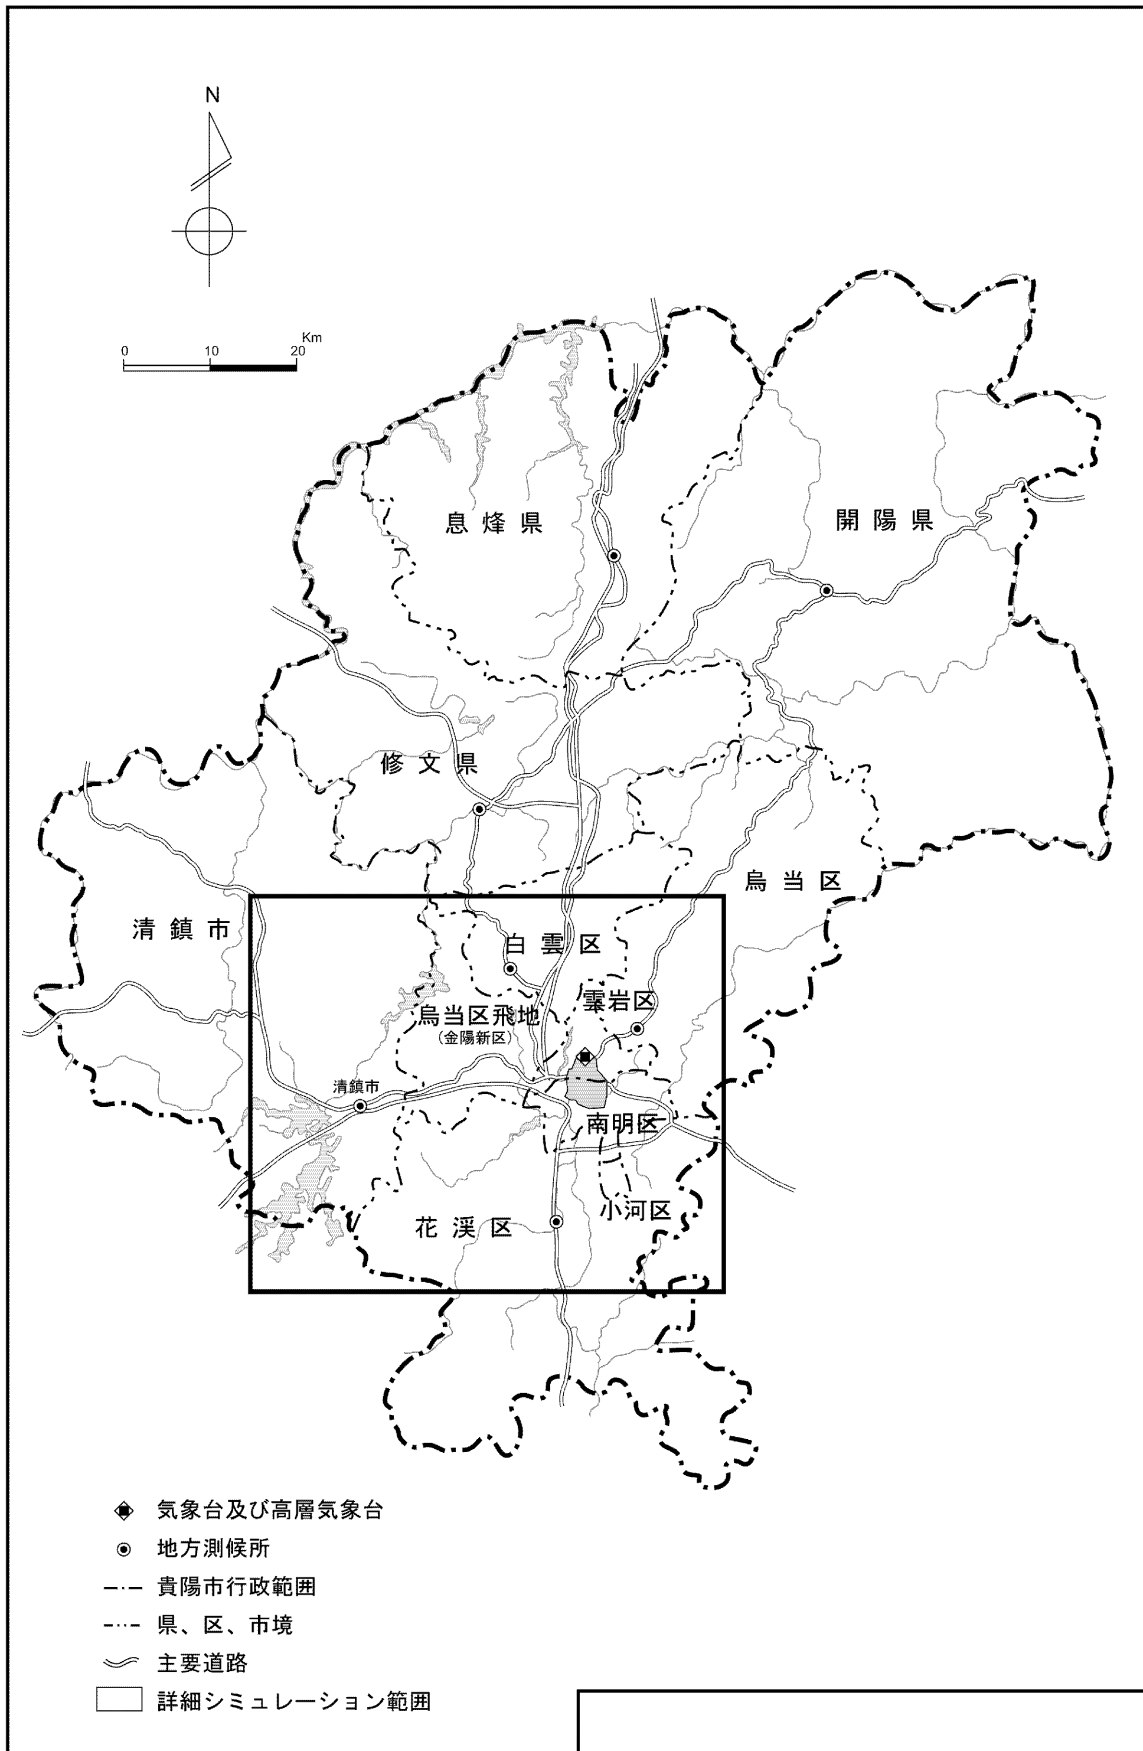 N
0 10 20 Km
息烽県
開陽県
修文県
烏当区
清鎮市
白雲区
雲岩区
烏当区飛地
(金陽新区)
清鎮市
南明区
小河区
花渓区
気象台及び高層気象台
地方測候所
貴陽市行政範囲
県、区、市境
主要道路
詳細シミュレーション範囲